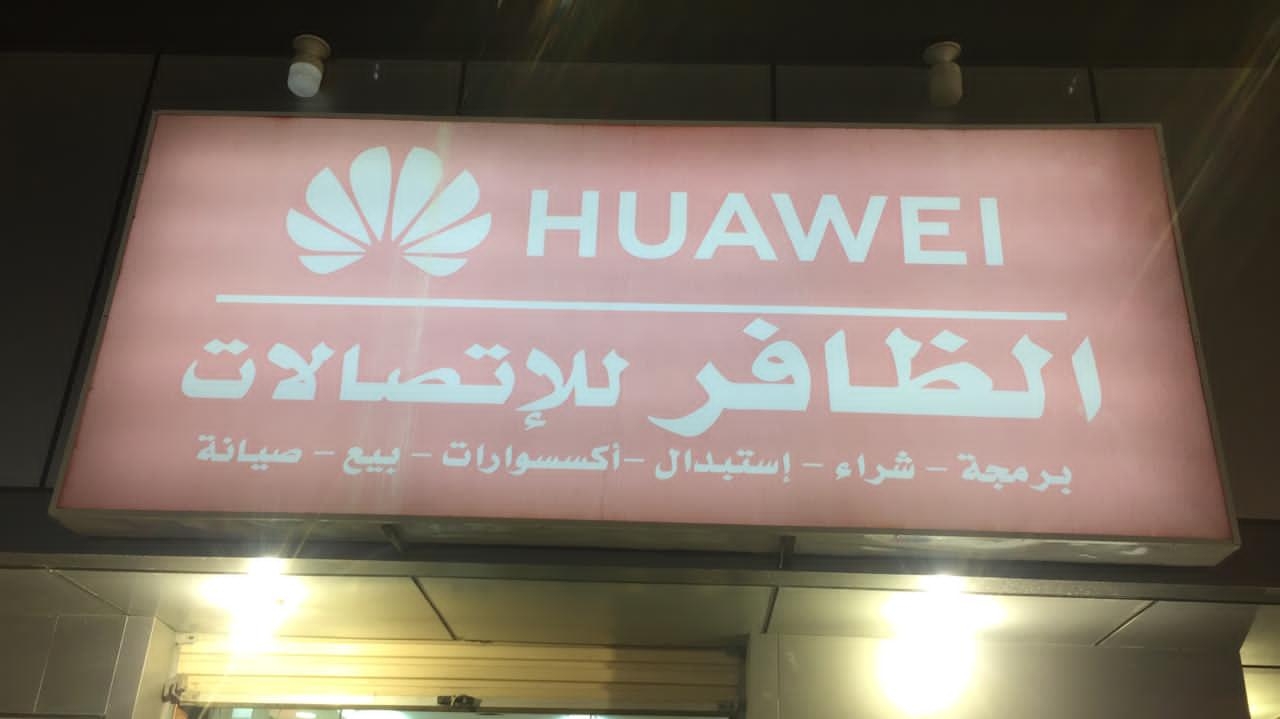 HUAWEI
الظافر للإتصالات
برمجة - شراء - إستبدال - أكسسوارات - بيع - صيانة